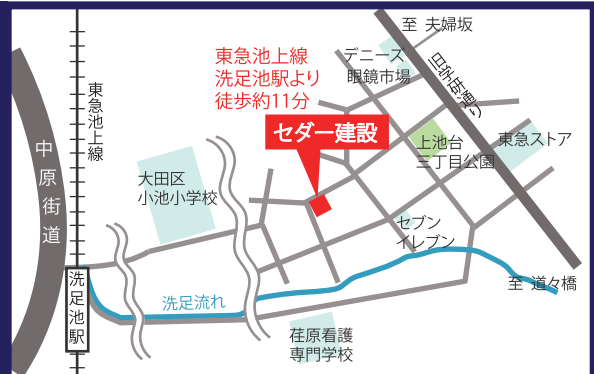 至 夫婦坂
デニーズ
眼鏡市場
旧学研通り
東急池上線
洗足池駅より
徒歩約11分
セダー建設
東急池上線
中原街道
上池台
三丁目公園
東急ストア
大田区
小池小学校
セブン
イレブン
洗足池駅
至 道々橋
洗足流れ
荏原看護
専門学校